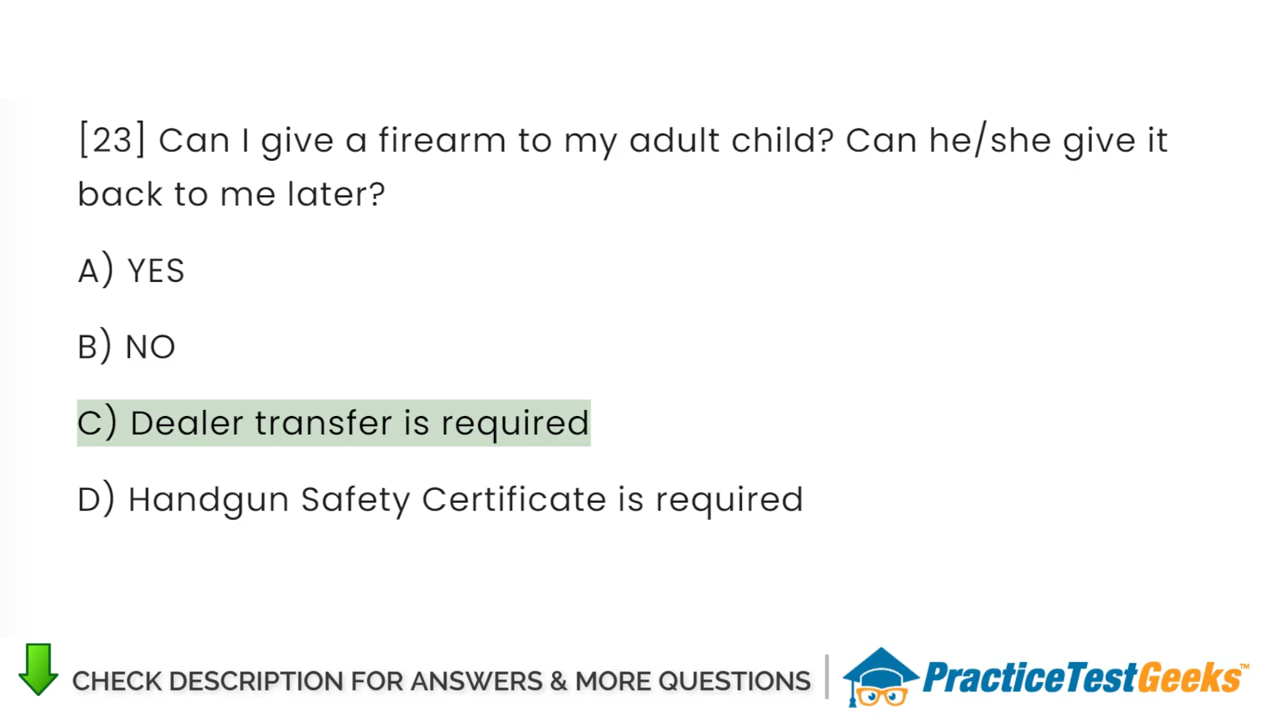 [23] Can I give a firearm to my adult child? Can he/she give it
back to me later?
A) YES
B) NO
C) Dealer transfer is required
D) Handgun Safety Certificate is required
CHECK DESCRIPTION FOR ANSWERS & MORE QUESTIONS
PracticeTestGeeks™